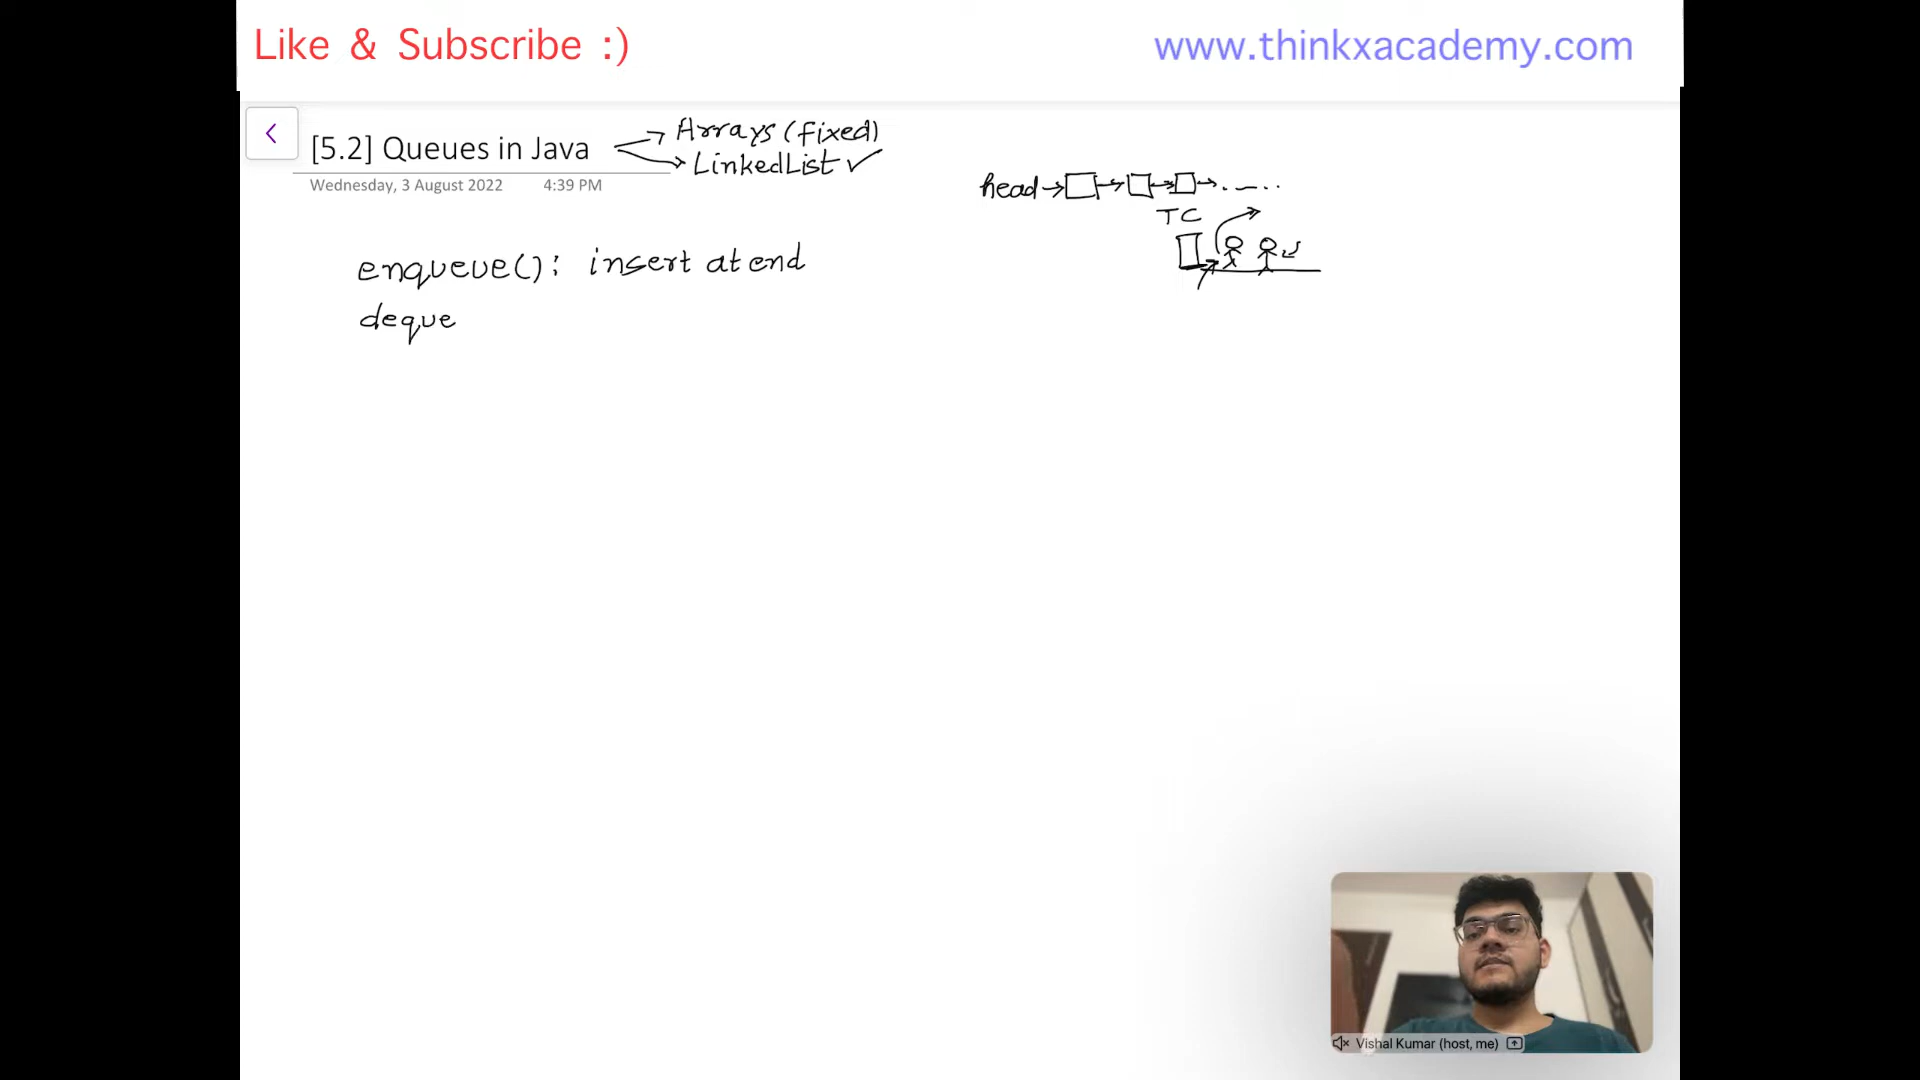 Like & Subscribe :)
www.thinkxacademy.com
[5.2] Queues in Java
Arrays (fixed)
LinkedList
Wednesday, 3 August 2022 4:39 PM
head
TC
enqueue(): insert at end
deque
Vishal Kumar (host, me)